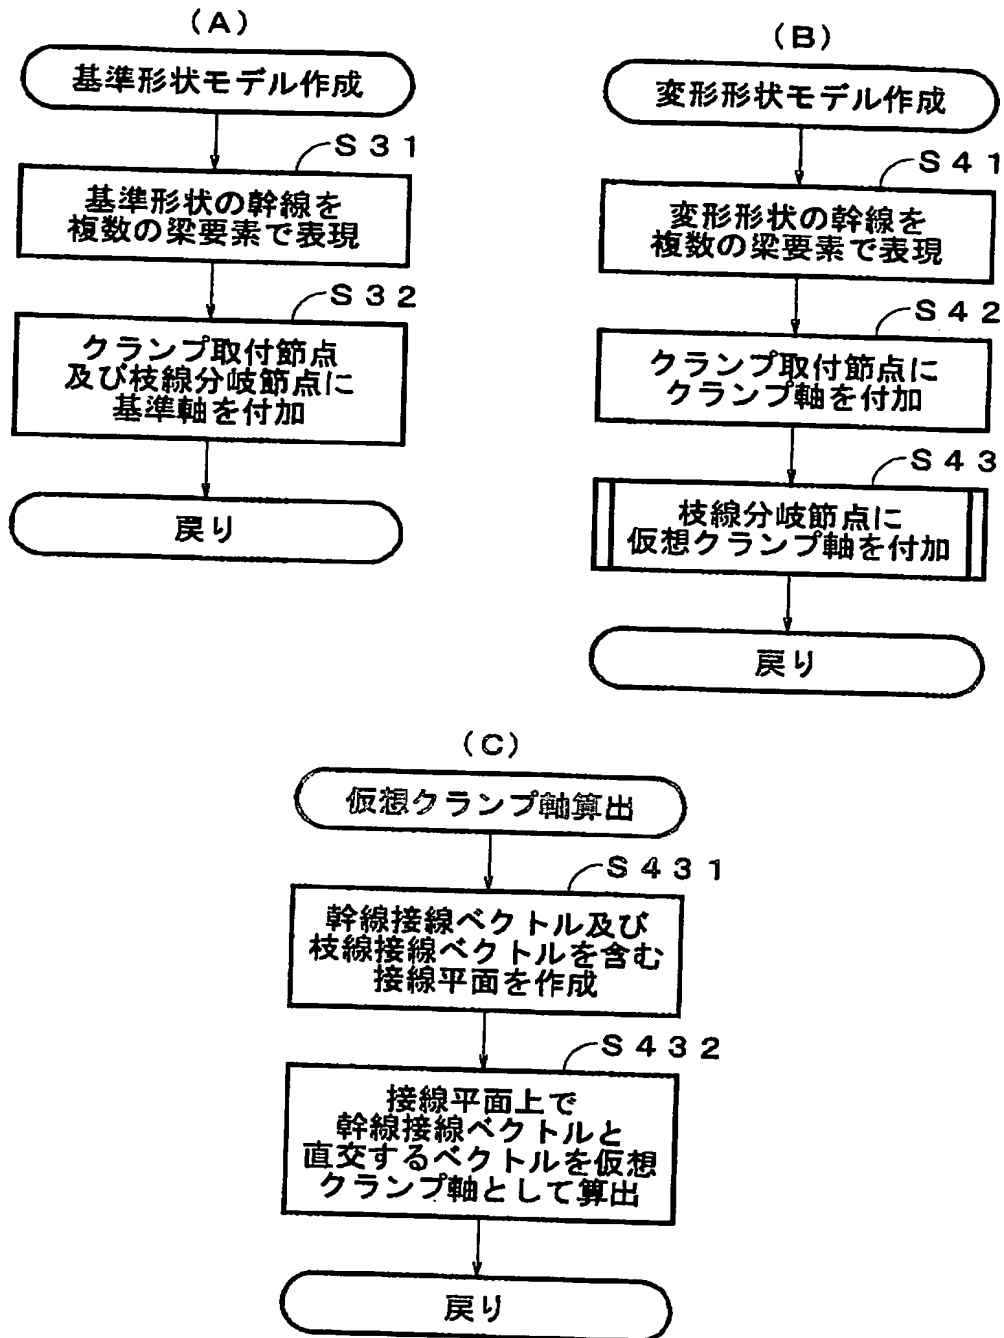 (A)
基準形状モデル作成
S31
基準形状の幹線を
複数の梁要素で表現
S32
クランプ取付節点
及び枝線分岐節点に
基準軸を付加
戻り
(B)
変形形状モデル作成
S41
変形形状の幹線を
複数の梁要素で表現
S42
クランプ取付節点に
クランプ軸を付加
S43
枝線分岐節点に
仮想クランプ軸を付加
戻り
(C)
仮想クランプ軸算出
S431
幹線接線ベクトル及び
枝線接線ベクトルを含む
接線平面を作成
S432
接線平面上で
幹線接線ベクトルと
直交するベクトルを仮想
クランプ軸として算出
戻り